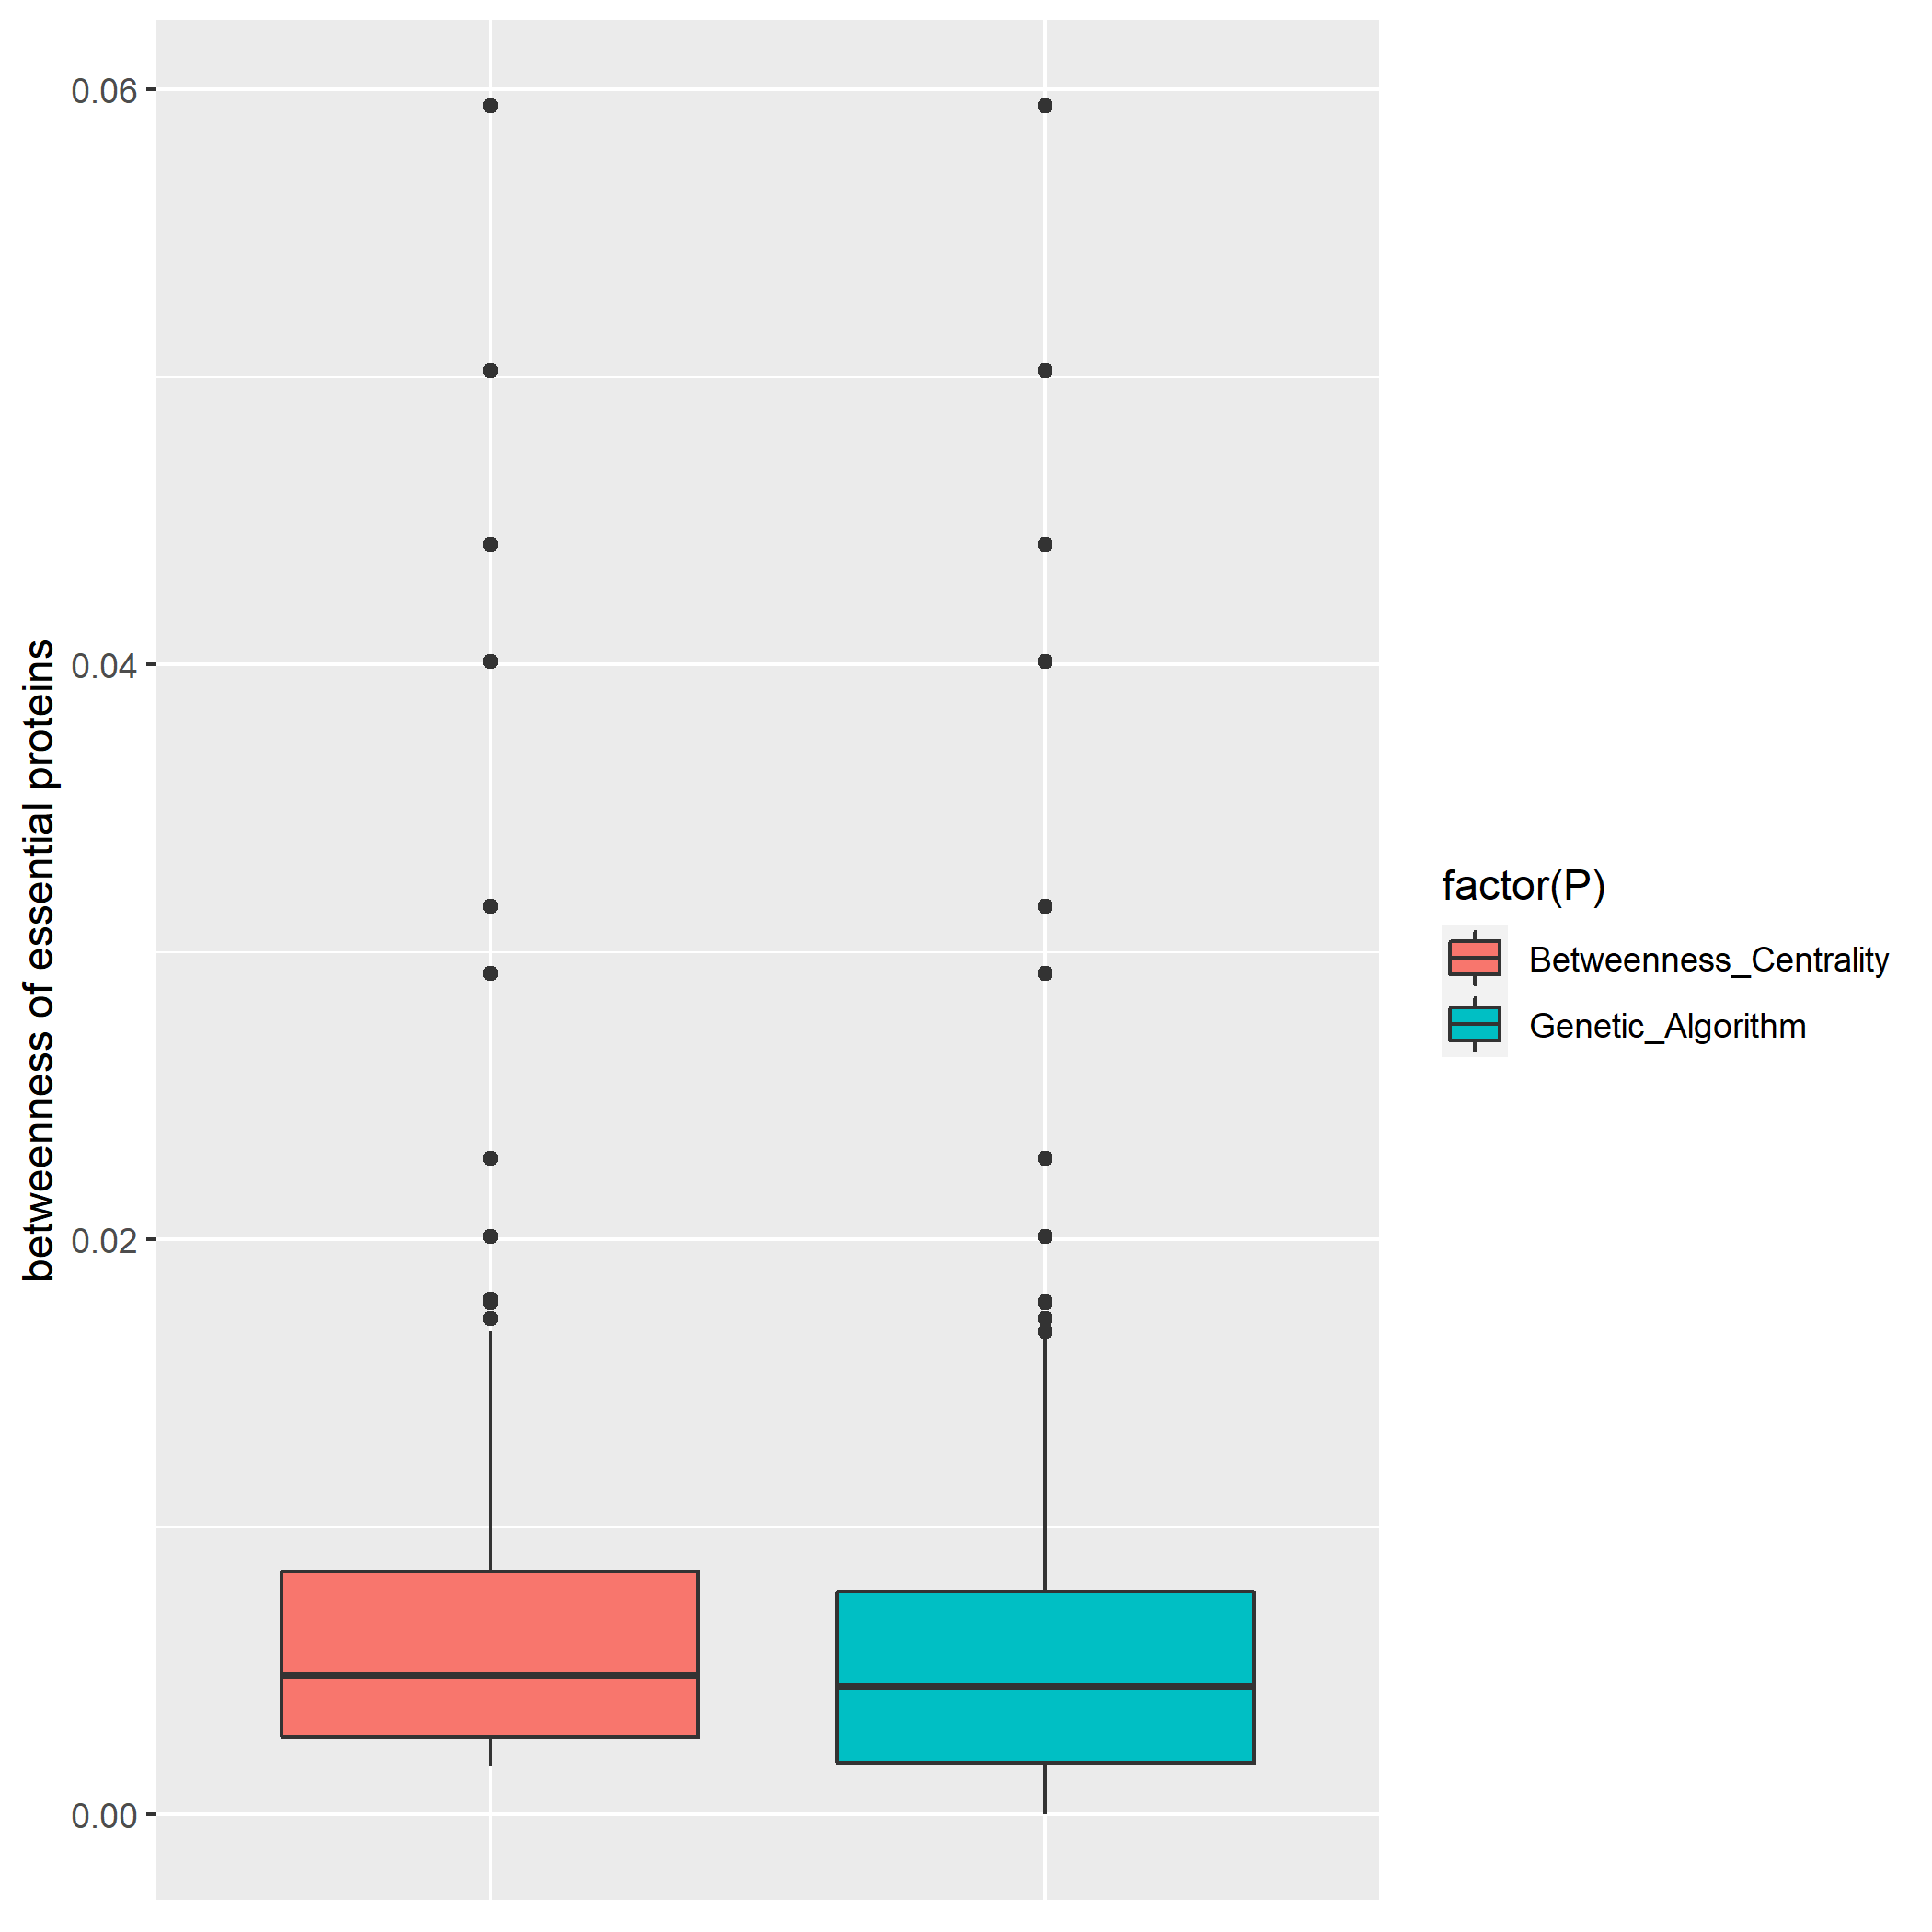 betweenness of essential proteins
0.06
0.04
0.02
0.00
factor(P)
Betweenness_Centrality
Genetic_Algorithm